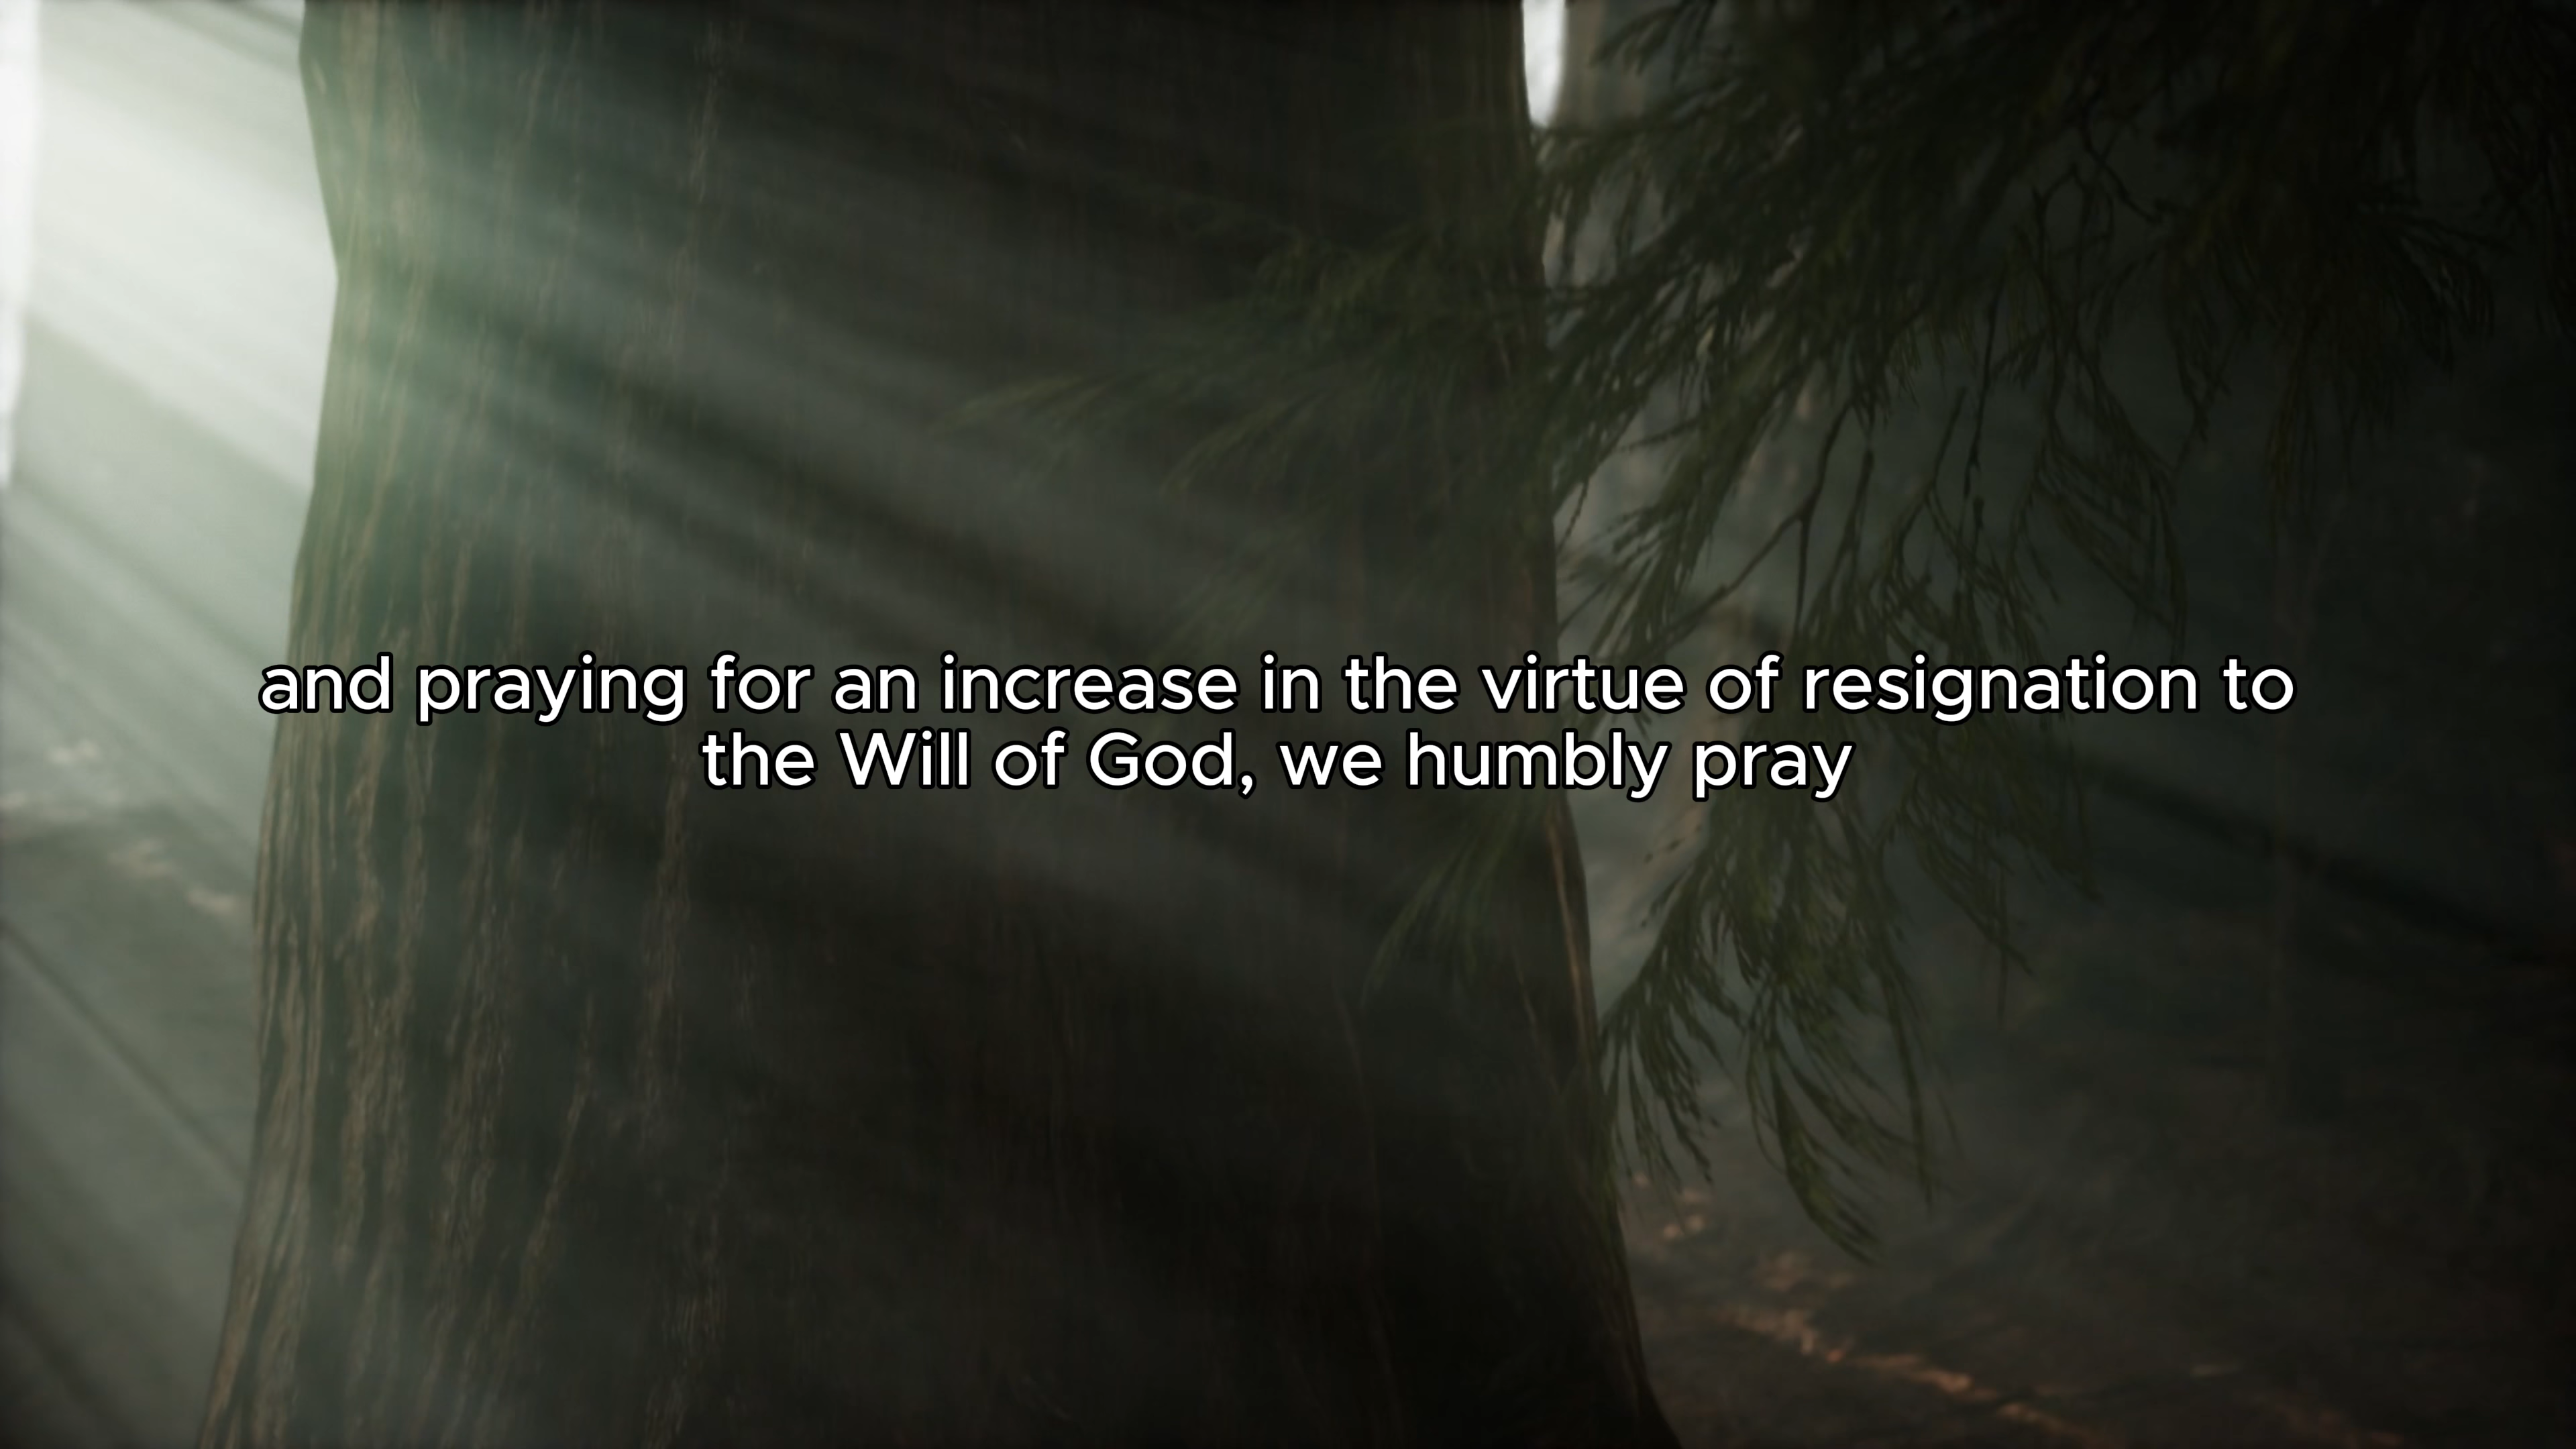 and praying for an increase in the virtue of resignation to
the Will of God, we humbly pray